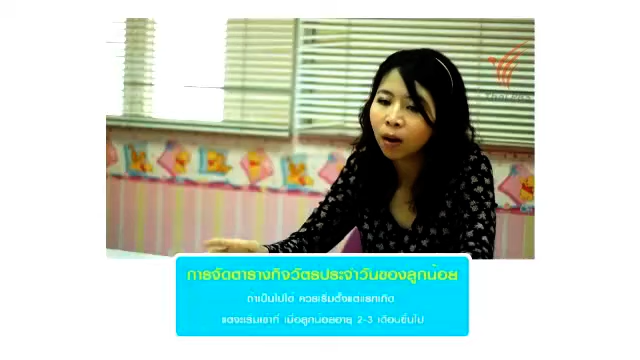 ThaiPBS
การจัดตารางกิจวัตรประจำวันของลูกน้อย
ถ้าเป็นไปได้ ควรเริ่มตั้งแต่แรกเกิด
แต่จะเริ่มเข้าที่ เมื่อลูกน้อยอายุ 2-3 เดือนขึ้นไป